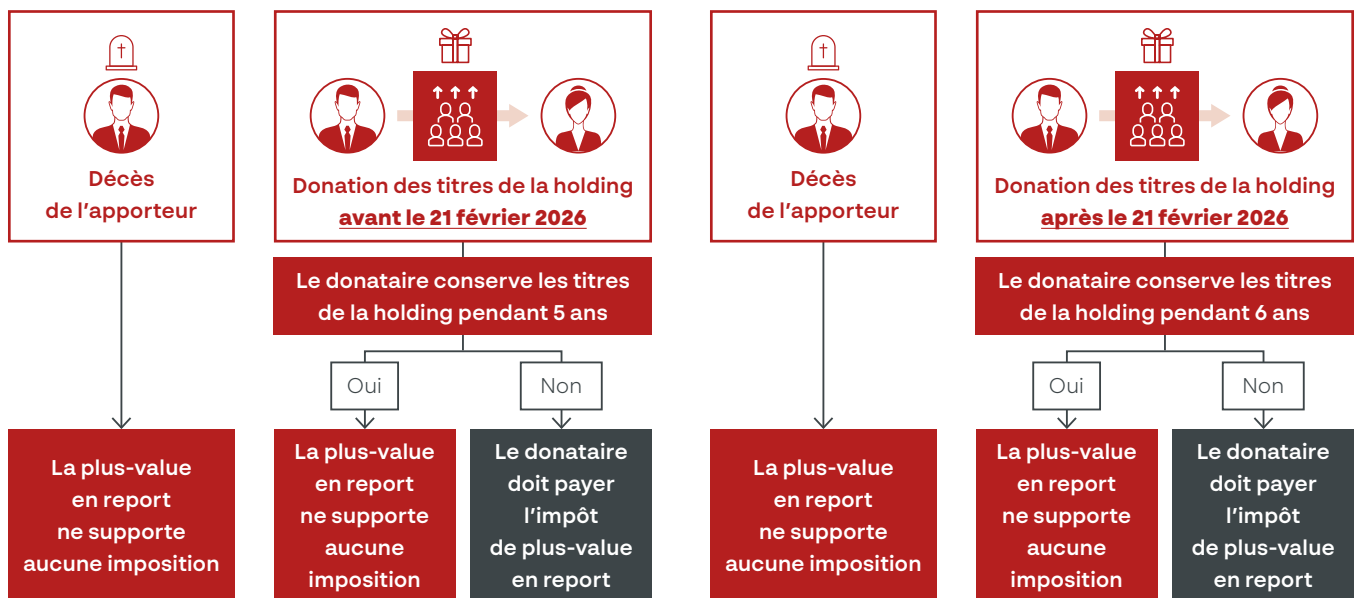 Décès
de l'apporteur
Donation des titres de la holding
avant le 21 février 2026
Le donataire conserve les titres
de la holding pendant 5 ans
Oui
Non
La plus-value
en report
ne supporte
aucune imposition
La plus-value
en report
ne supporte
aucune
imposition
Le donataire
doit payer
l'impôt
de plus-value
en report
Décès
de l'apporteur
Donation des titres de la holding
après le 21 février 2026
Le donataire conserve les titres
de la holding pendant 6 ans
Oui
Non
La plus-value
en report
ne supporte
aucune imposition
La plus-value
en report
ne supporte
aucune
imposition
Le donataire
doit payer
l'impôt
de plus-value
en report